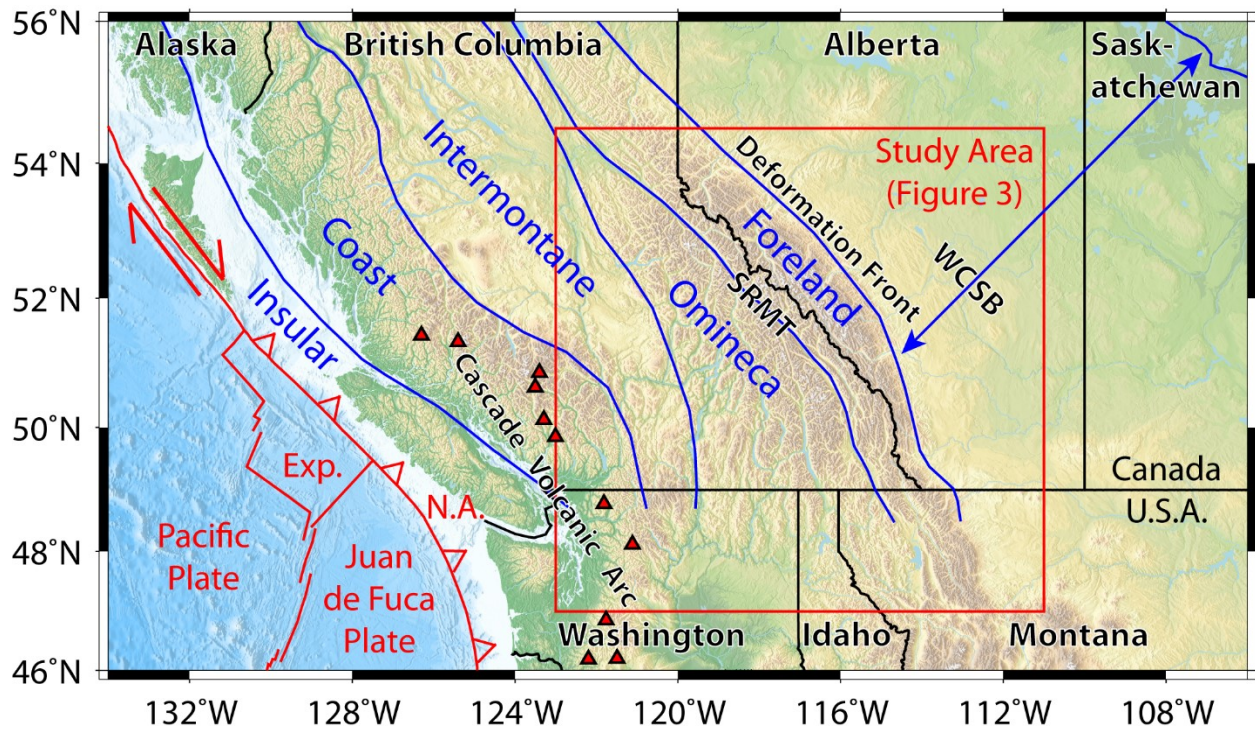 56°N
54°N
52°N
50°N
48°N
46°N
132°W
128°W
124°W
120°W
116°W
112°W
108°W
Alaska
British Columbia
Alberta
Sask-
atchewan
Study Area
(Figure 3)
Deformation Front
Foreland
WCSB
SRMT
Omineca
Intermontane
Coast
Insular
Cascade Volcanic Arc
Exp.
N.A.
Pacific
Plate
Juan
de Fuca
Plate
Canada
U.S.A.
Washington
Idaho
Montana